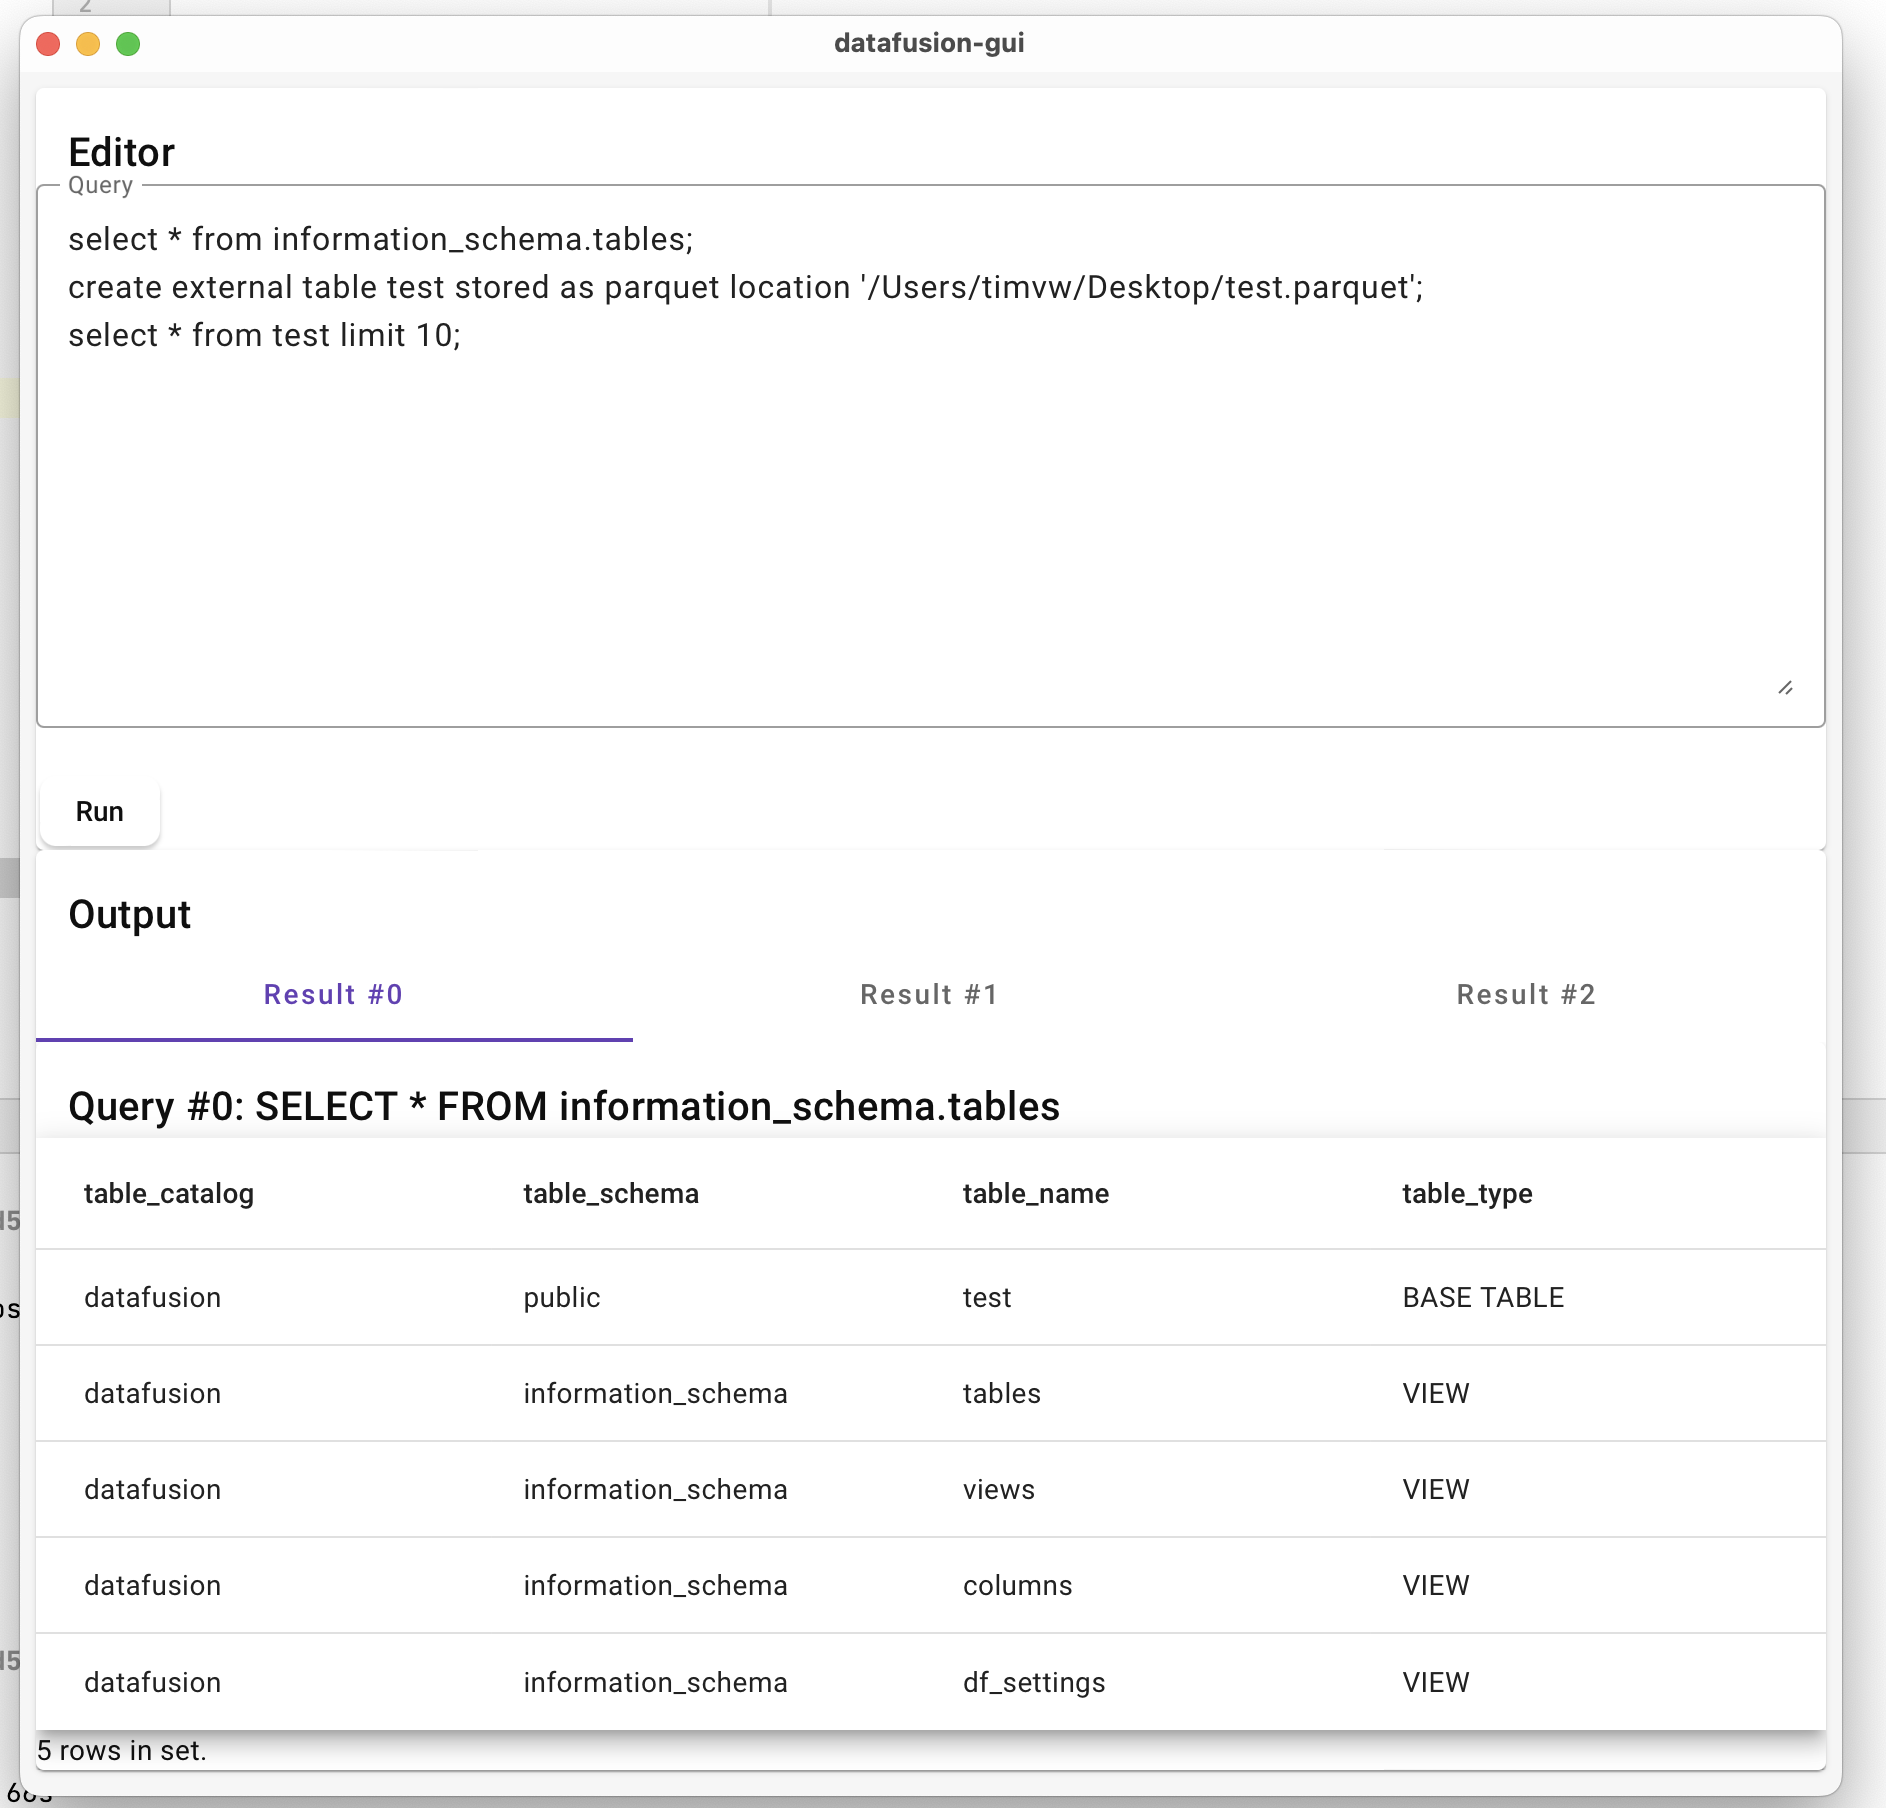 2
datafusion-gui
Editor
Query
select * from information_schema.tables;
create external table test stored as parquet location '/Users/timvw/Desktop/test.parquet';
select * from test limit 10;
Run
Output
Result #0 Result #1 Result #2
Query #0: SELECT * FROM information_schema.tables
table_catalog table_schema table_name table_type
datafusion public test BASE TABLE
datafusion information_schema tables VIEW
datafusion information_schema views VIEW
datafusion information_schema columns VIEW
datafusion information_schema df_settings VIEW
5 rows in set.